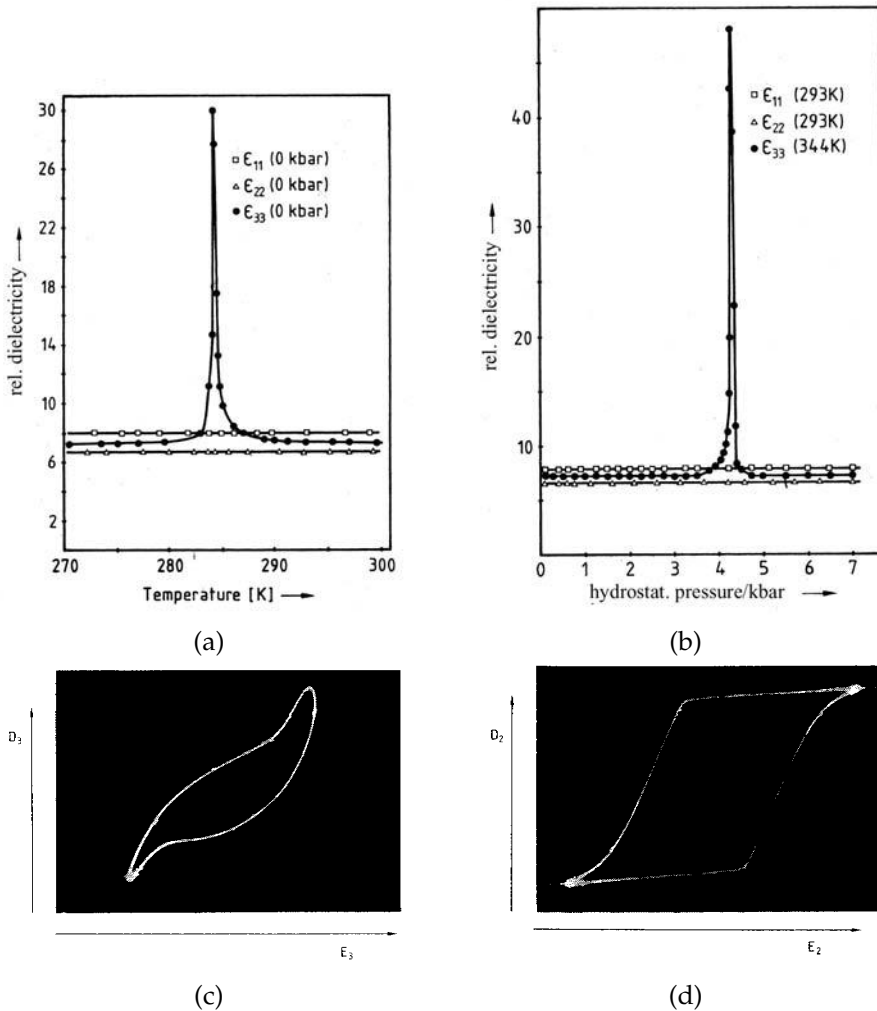 30
26
22
18
14
10
6
2
270 280 290 300
Temperature [K]
rel. dielectricity
ε₁₁ (0 kbar)
ε₂₂ (0 kbar)
ε₃₃ (0 kbar)
(a)
40
20
10
0 1 2 3 4 5 6 7
hydrostat. pressure/kbar
rel. dielectricity
ε₁₁ (293K)
ε₂₂ (293K)
ε₃₃ (344K)
(b)
D₃
E₃
(c)
D₂
E₂
(d)